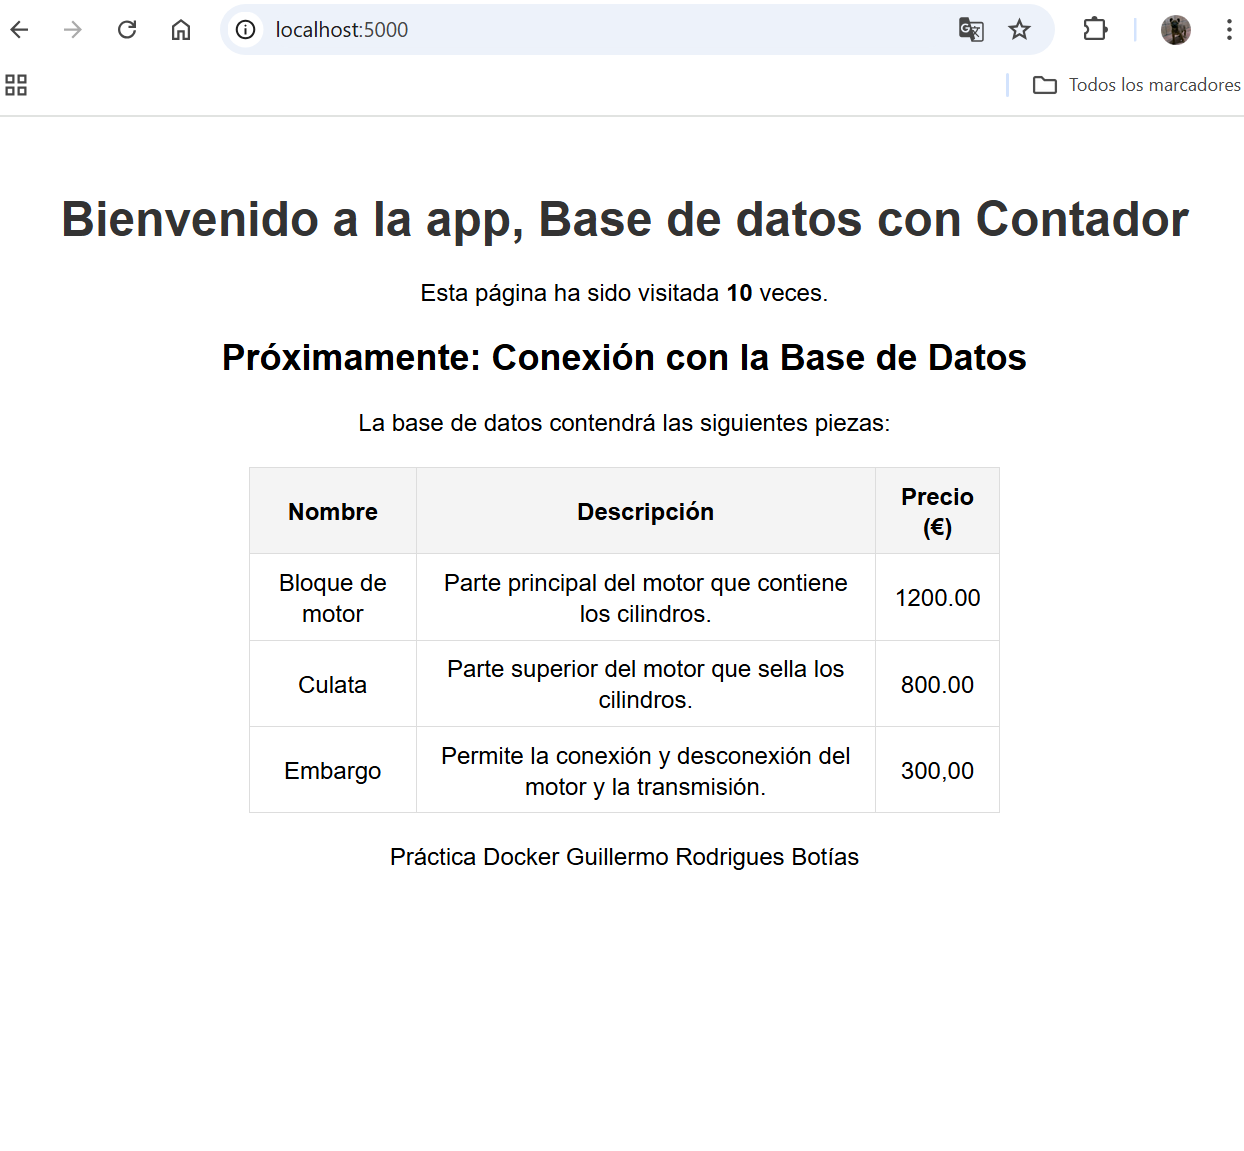 localhost:5000
Todos los marcadores
Bienvenido a la app, Base de datos con Contador
Esta página ha sido visitada 10 veces.
Próximamente: Conexión con la Base de Datos
La base de datos contendrá las siguientes piezas:
Nombre
Descripción
Precio
(€)
Bloque de
motor
Parte principal del motor que contiene
los cilindros.
1200.00
Culata
Parte superior del motor que sella los
cilindros.
800.00
Embargo
Permite la conexión y desconexión del
motor y la transmisión.
300,00
Práctica Docker Guillermo Rodrigues Botías